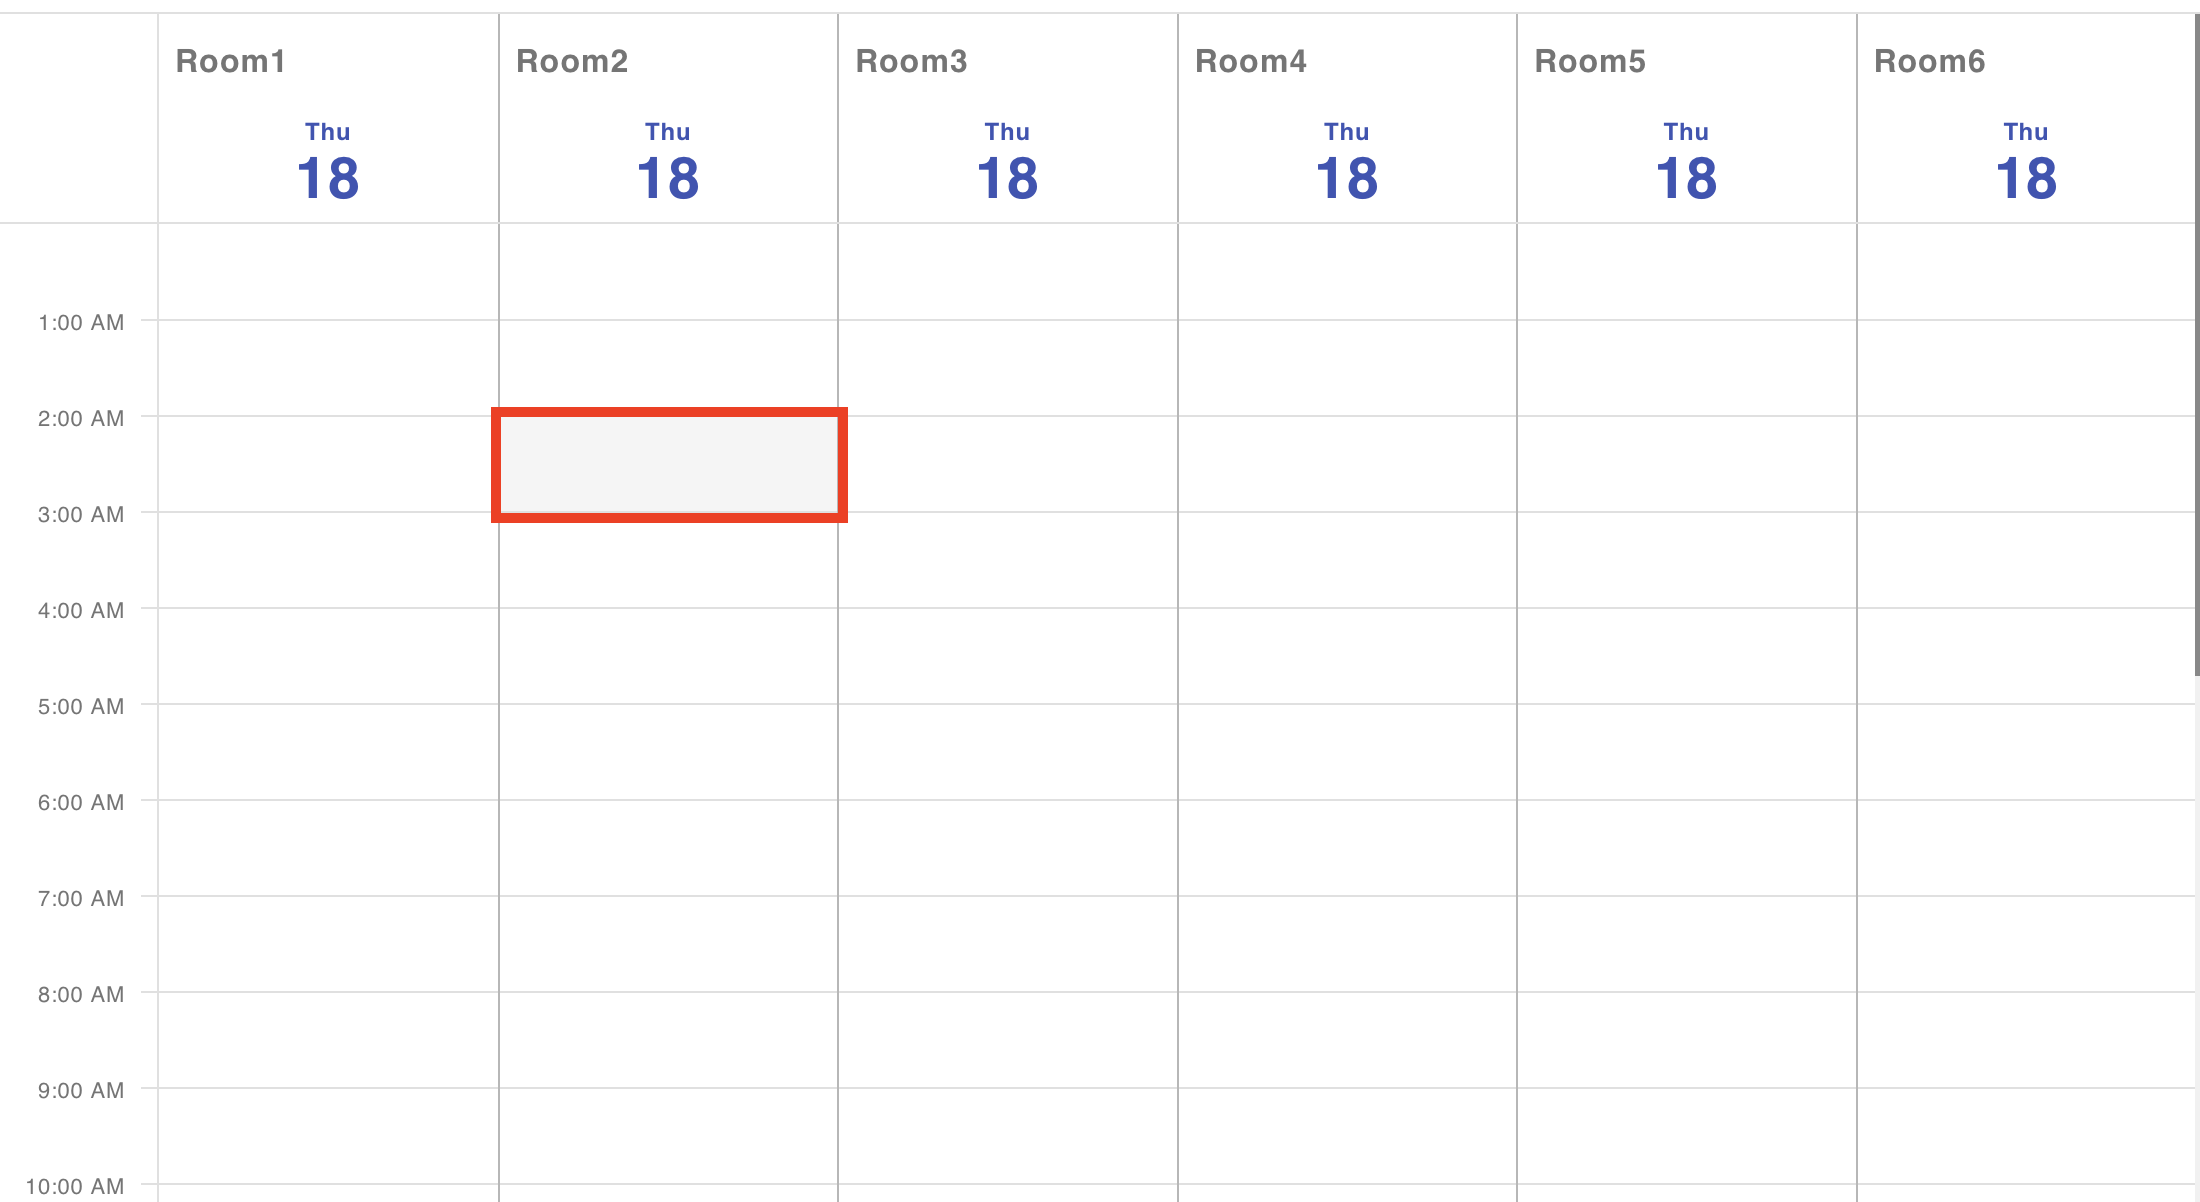 Room1 Room2 Room3 Room4 Room5 Room6
Thu Thu Thu Thu Thu Thu
18 18 18 18 18 18
1:00 AM
2:00 AM
3:00 AM
4:00 AM
5:00 AM
6:00 AM
7:00 AM
8:00 AM
9:00 AM
10:00 AM